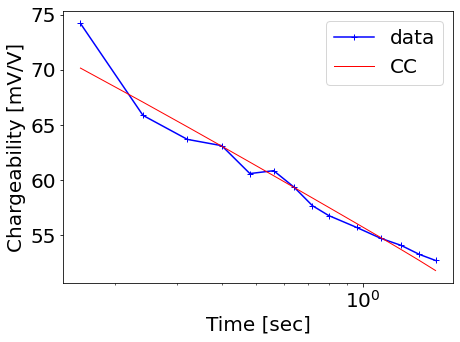 Chargeability [mV/V]
75
70
65
60
55
data
CC
10⁰
Time [sec]